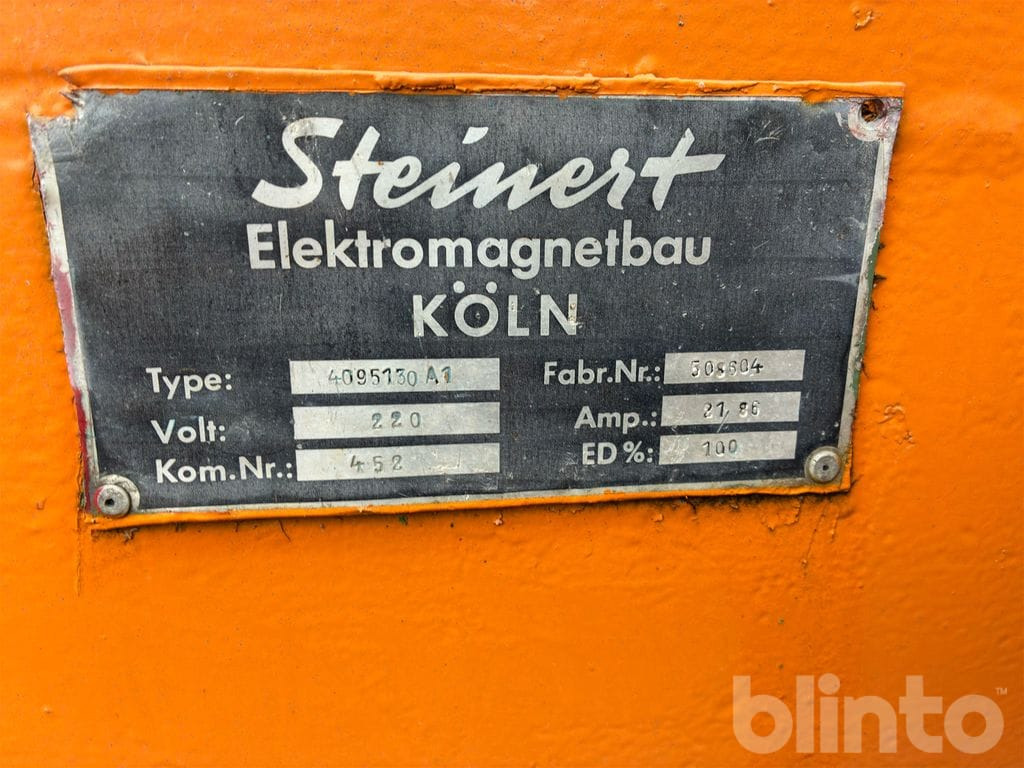 Steinert
Elektromagnetbau
KÖLN
Type: 4095130 A1
Fabr.Nr.: 508604
Volt: 220
Amp.: 21,86
Kom.Nr.: 452
ED%: 100
blinto™